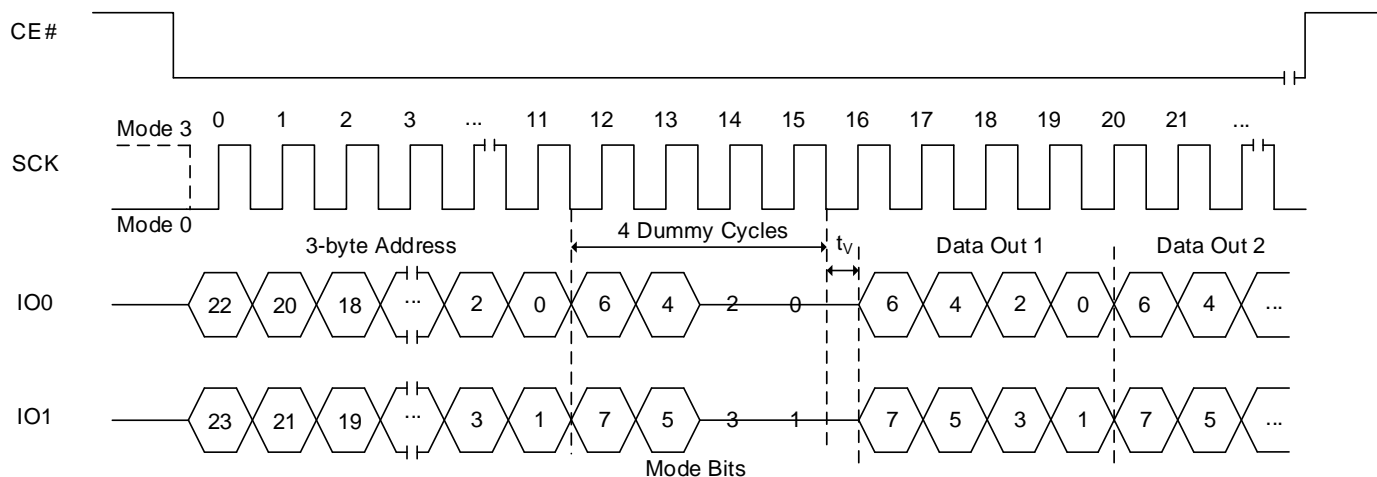 CE#
Mode 3 0 1 2 3 ... 11 12 13 14 15 16 17 18 19 20 21 ...
SCK
Mode 0
3-byte Address 4 Dummy Cycles tV Data Out 1 Data Out 2
IO0 22 20 18 ... 2 0 6 4 2 0 6 4 2 0 6 4 ...
IO1 23 21 19 ... 3 1 7 5 3 1 7 5 3 1 7 5 ...
Mode Bits